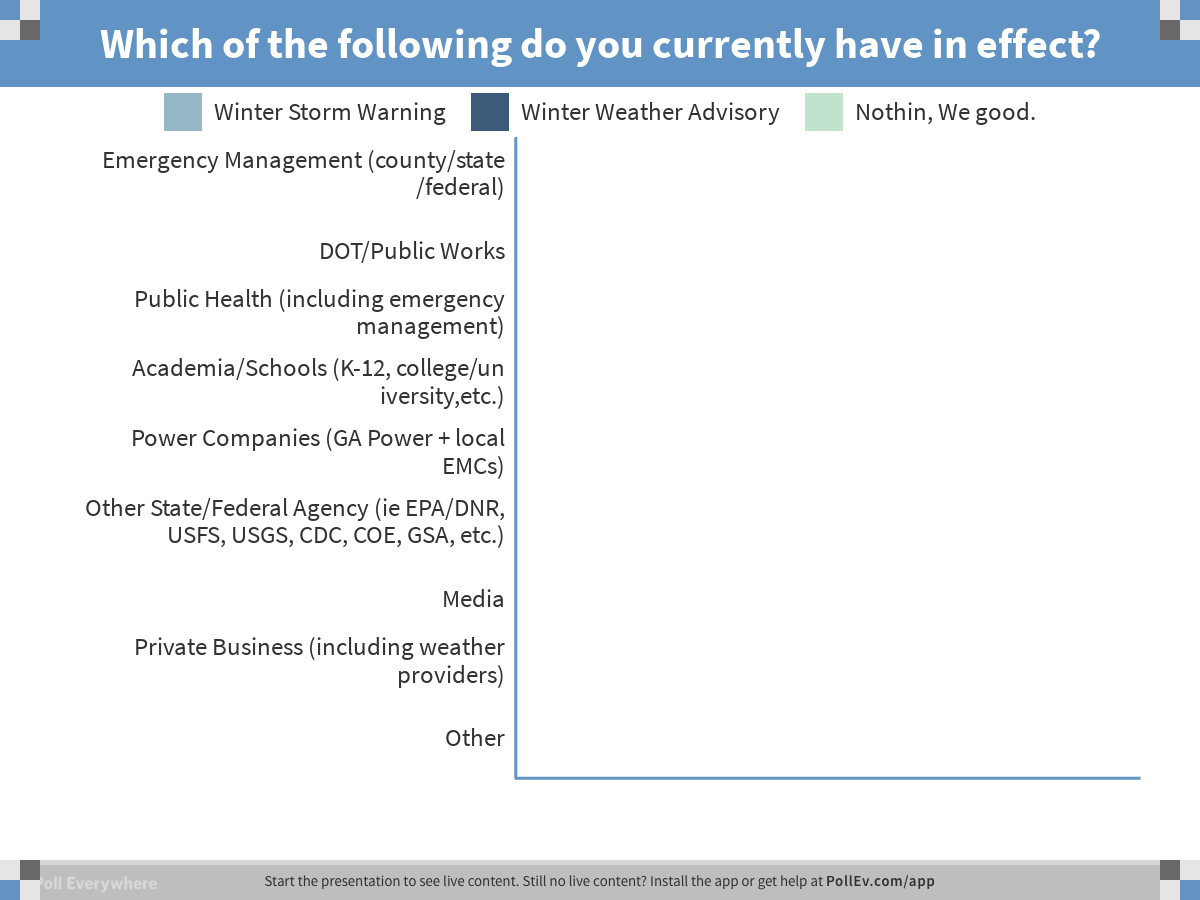 Which of the following do you currently have in effect?
Winter Storm Warning
Winter Weather Advisory
Nothin, We good.
Emergency Management (county/state
/federal)
DOT/Public Works
Public Health (including emergency
management)
Academia/Schools (K-12, college/un
iversity,etc.)
Power Companies (GA Power + local
EMCs)
Other State/Federal Agency (ie EPA/DNR,
USFS, USGS, CDC, COE, GSA, etc.)
Media
Private Business (including weather
providers)
Other
Poll Everywhere
Start the presentation to see live content. Still no live content? Install the app or get help at PollEv.com/app